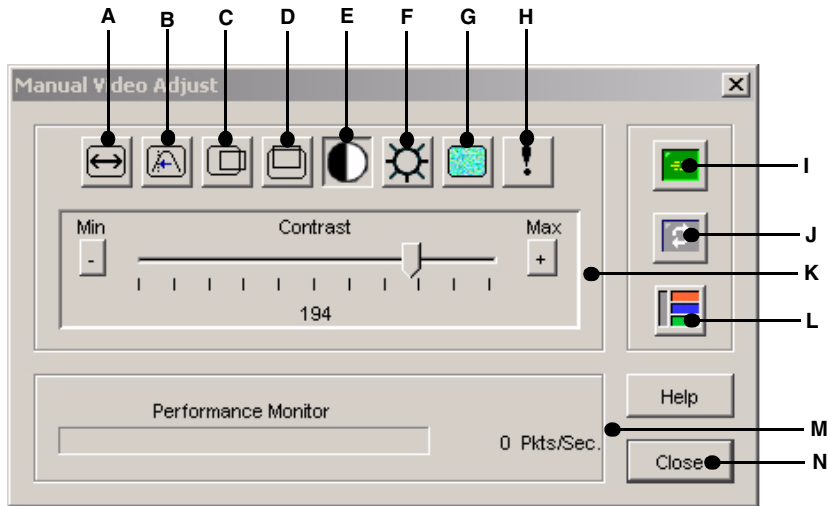 A B C D E F G H
Manual Video Adjust
I
J
Min Contrast Max
- +
K
194
L
Help
Performance Monitor
M
0 Pkts/Sec.
Close
N